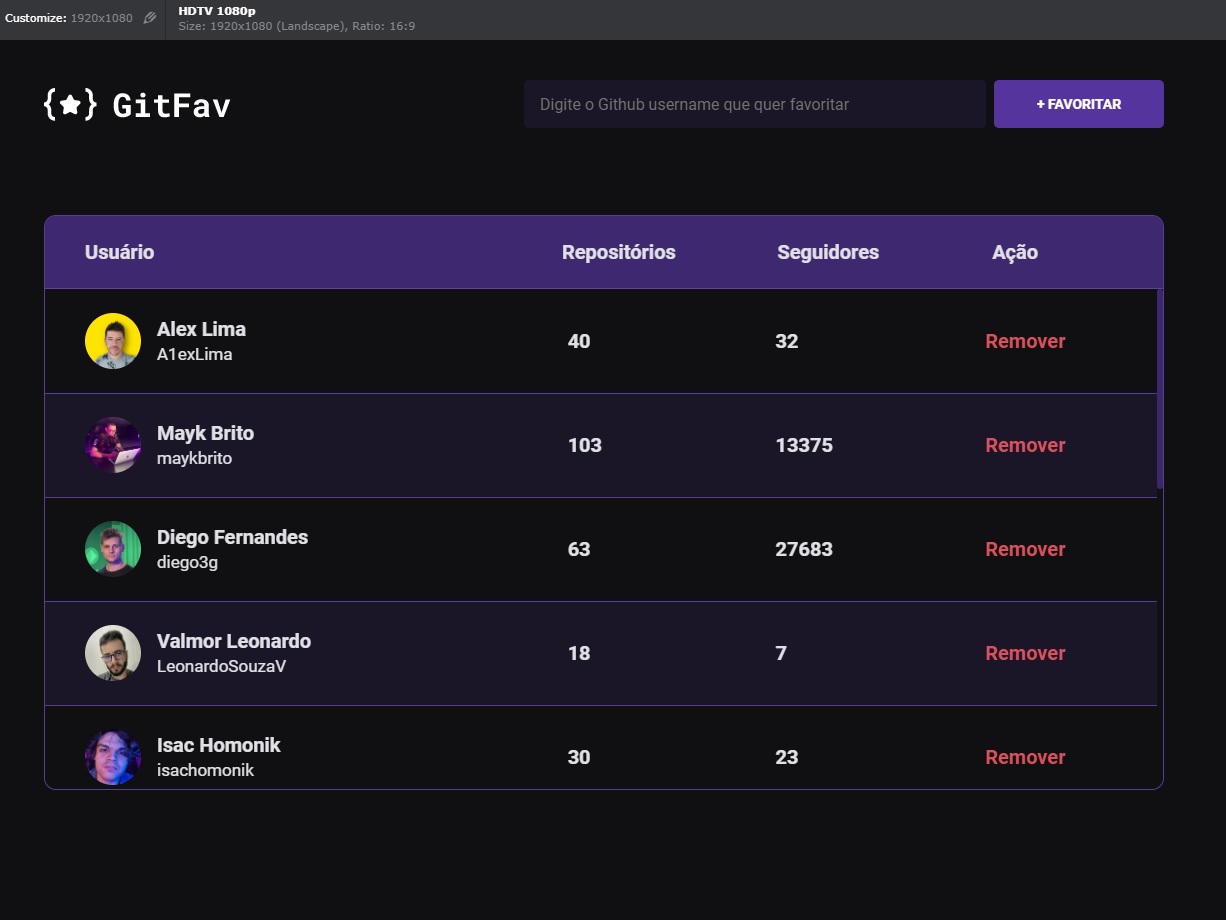 Customize: 1920x1080
HDTV 1080p
Size: 1920x1080 (Landscape), Ratio: 16:9
{★} GitFav
Digite o Github username que quer favoritar
+ FAVORITAR
Usuário Repositórios Seguidores Ação
Alex Lima
A1exLima
40 32 Remover
Mayk Brito
maykbrito
103 13375 Remover
Diego Fernandes
diego3g
63 27683 Remover
Valmor Leonardo
LeonardoSouzaV
18 7 Remover
Isac Homonik
isachomonik
30 23 Remover